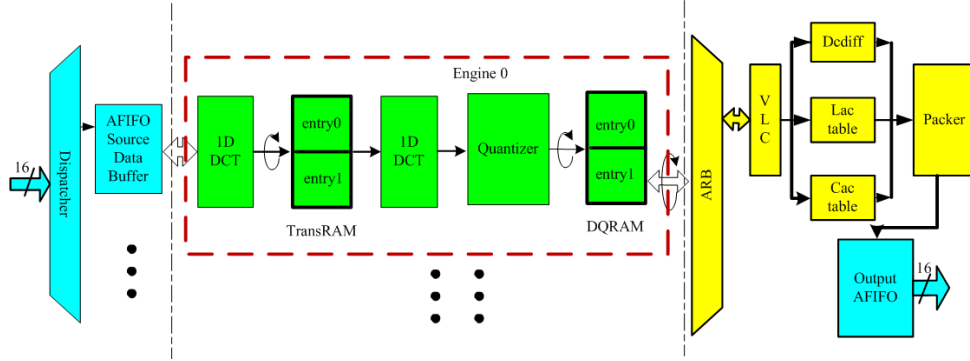 16
Dispatcher
AFIFO
Source
Data
Buffer
Engine 0
1D
DCT
entry0
entry1
TransRAM
1D
DCT
Quantizer
entry0
entry1
DQRAM
ARB
V
L
C
Dcdiff
Lac
table
Cac
table
Packer
Output
AFIFO
16